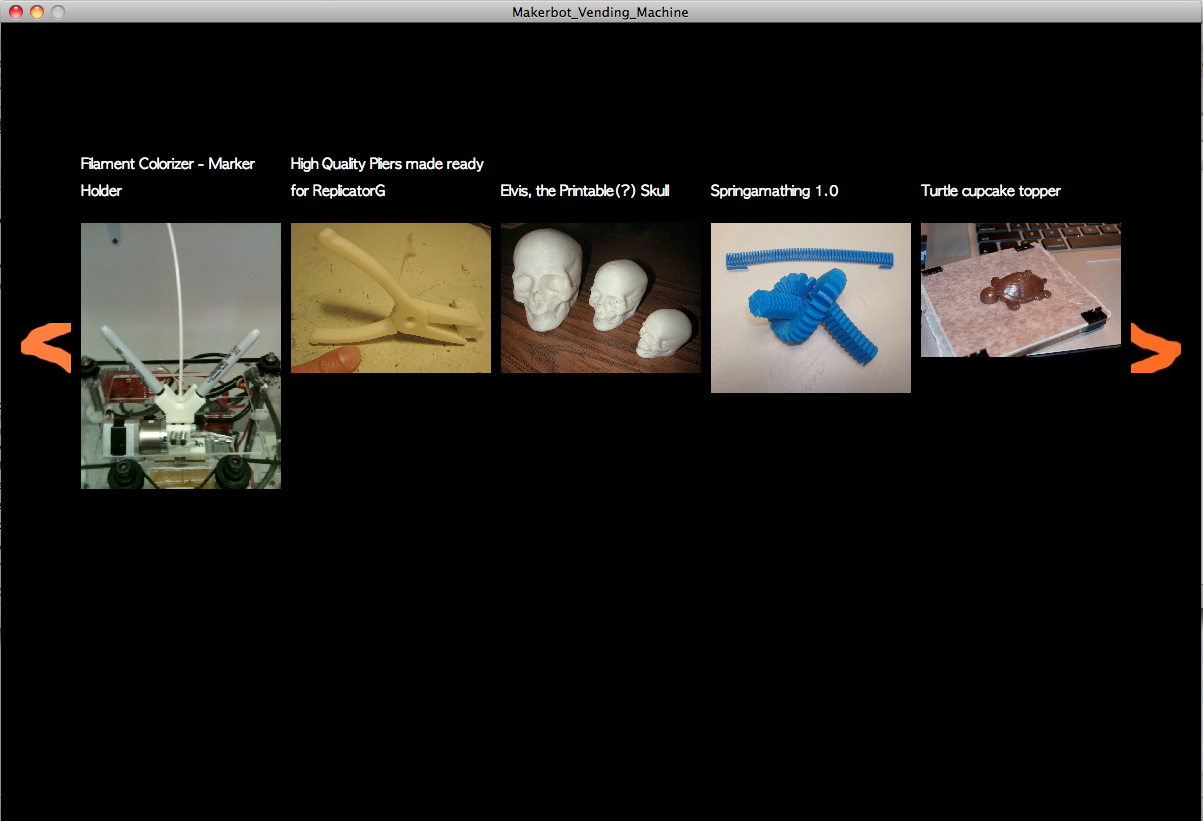 Makerbot_Vending_Machine
Filament Colorizer - Marker
Holder
High Quality Pliers made ready
for ReplicatorG
Elvis, the Printable(?) Skull
Springamathing 1.0
Turtle cupcake topper